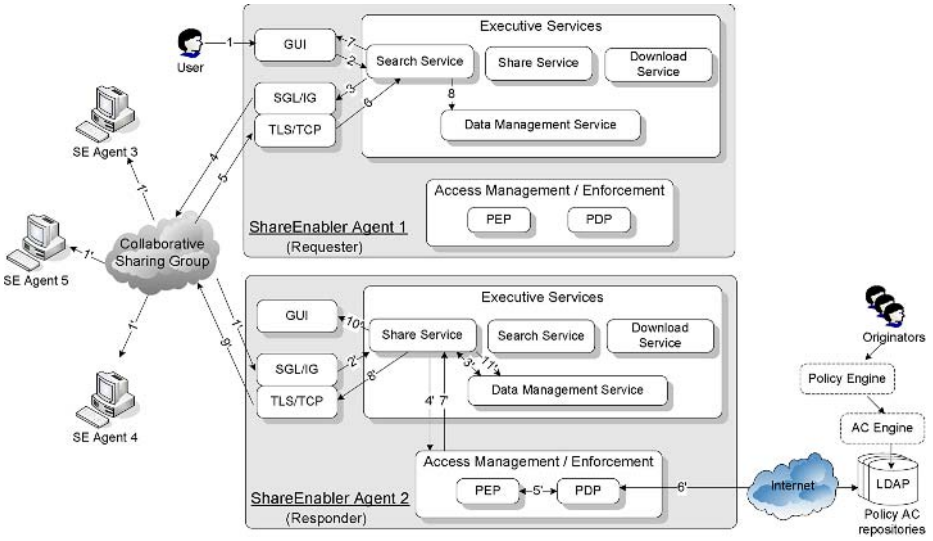 Executive Services
1
GUI
7
2
Search Service
Share Service
Download
Service
User
3
6
8
SGL/IG
TLS/TCP
Data Management Service
SE Agent 3
4
5
1'
Access Management / Enforcement
PEP
PDP
ShareEnabler Agent 1
(Requester)
Collaborative
Sharing Group
1'
SE Agent 5
1'
1'
9'
Executive Services
GUI
10'
Share Service
Search Service
Download
Service
Originators
SGL/IG
2'
8'
3'
11'
TLS/TCP
Data Management Service
Policy Engine
4'
7'
AC Engine
SE Agent 4
Access Management / Enforcement
PEP
5'
PDP
6'
Internet
LDAP
ShareEnabler Agent 2
(Responder)
Policy AC
repositories